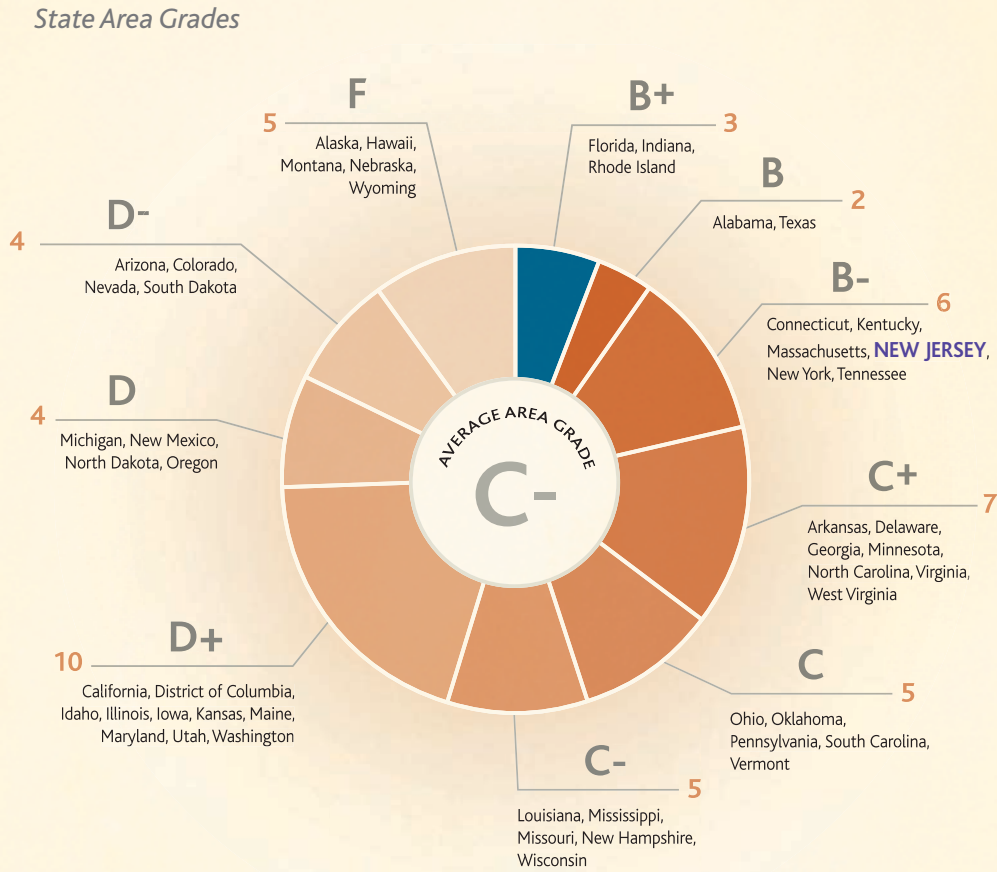 State Area Grades
F
5
Alaska, Hawaii,
Montana, Nebraska,
Wyoming
B+
3
Florida, Indiana,
Rhode Island
B
2
Alabama, Texas
B-
6
Connecticut, Kentucky,
Massachusetts, NEW JERSEY,
New York, Tennessee
C+
7
Arkansas, Delaware,
Georgia, Minnesota,
North Carolina, Virginia,
West Virginia
C
5
Ohio, Oklahoma,
Pennsylvania, South Carolina,
Vermont
C-
5
Louisiana, Mississippi,
Missouri, New Hampshire,
Wisconsin
D+
10
California, District of Columbia,
Idaho, Illinois, Iowa, Kansas, Maine,
Maryland, Utah, Washington
D
4
Michigan, New Mexico,
North Dakota, Oregon
D-
4
Arizona, Colorado,
Nevada, South Dakota
AVERAGE AREA GRADE
C-